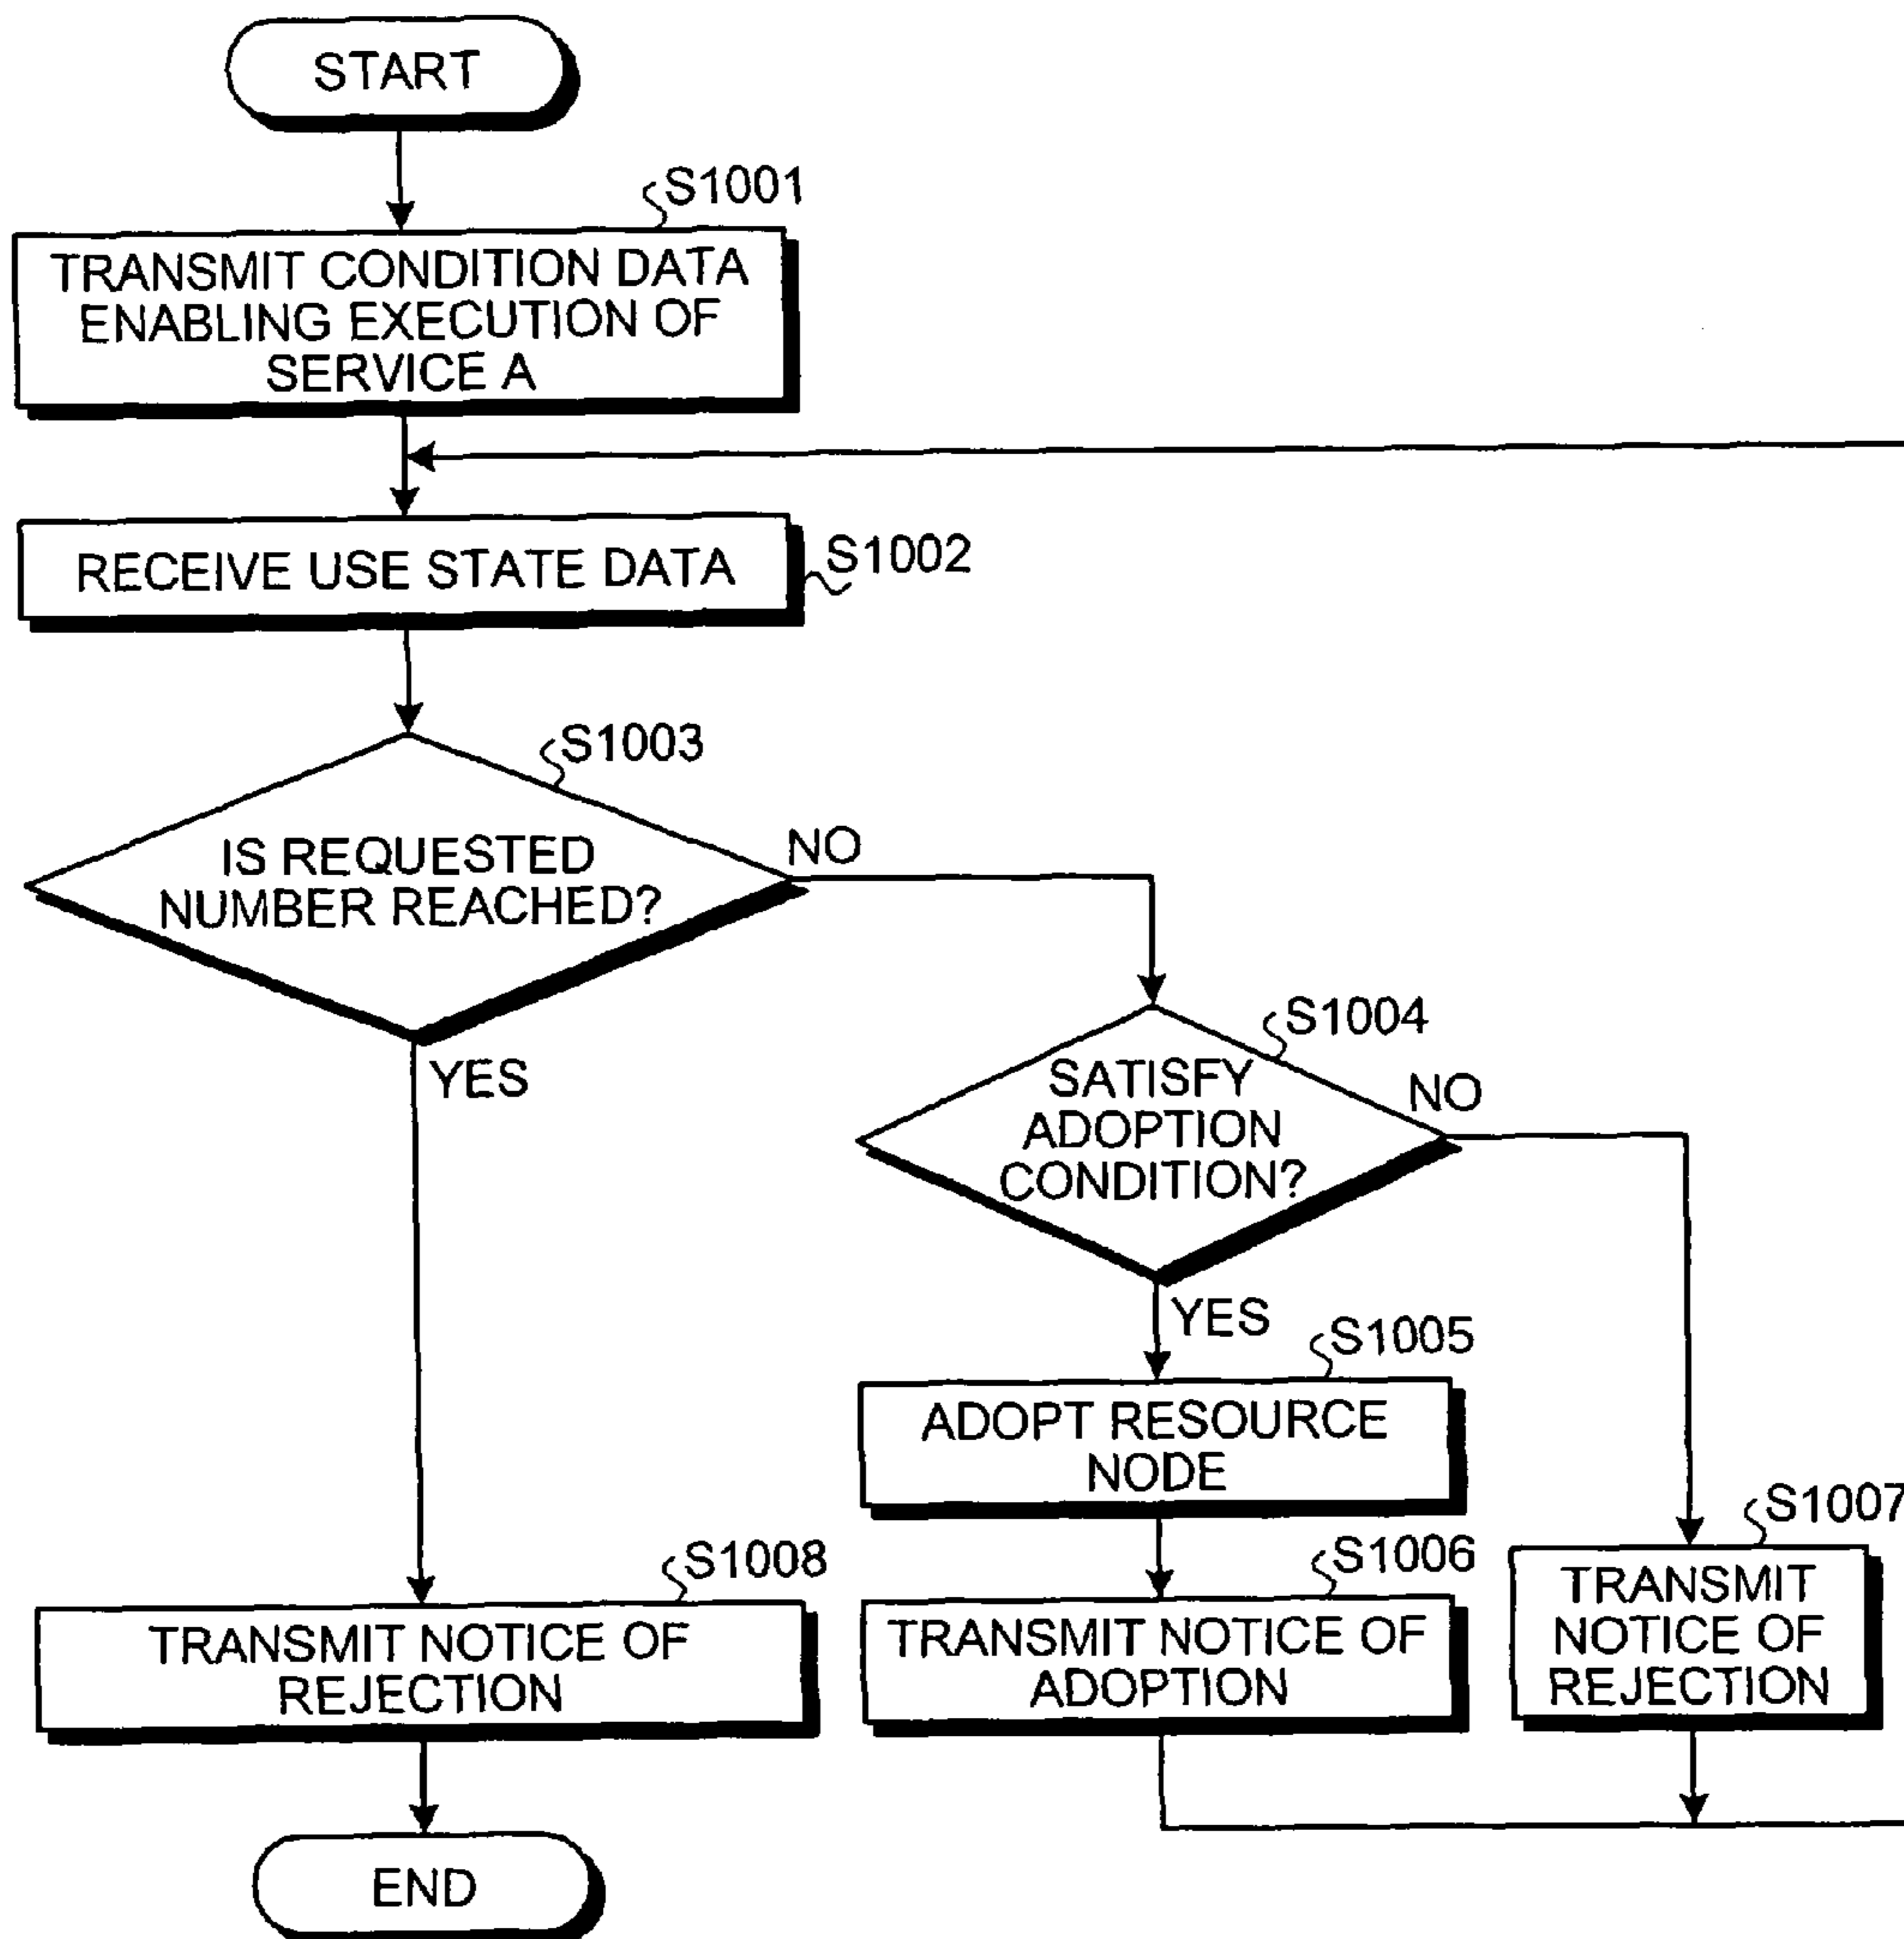 START
S1001
TRANSMIT CONDITION DATA
ENABLING EXECUTION OF
SERVICE A
RECEIVE USE STATE DATA
S1002
S1003
IS REQUESTED
NUMBER REACHED?
NO
YES
S1004
SATISFY
ADOPTION
CONDITION?
NO
YES
S1005
ADOPT RESOURCE
NODE
S1006
TRANSMIT NOTICE OF
ADOPTION
S1007
TRANSMIT
NOTICE OF
REJECTION
S1008
TRANSMIT NOTICE OF
REJECTION
END